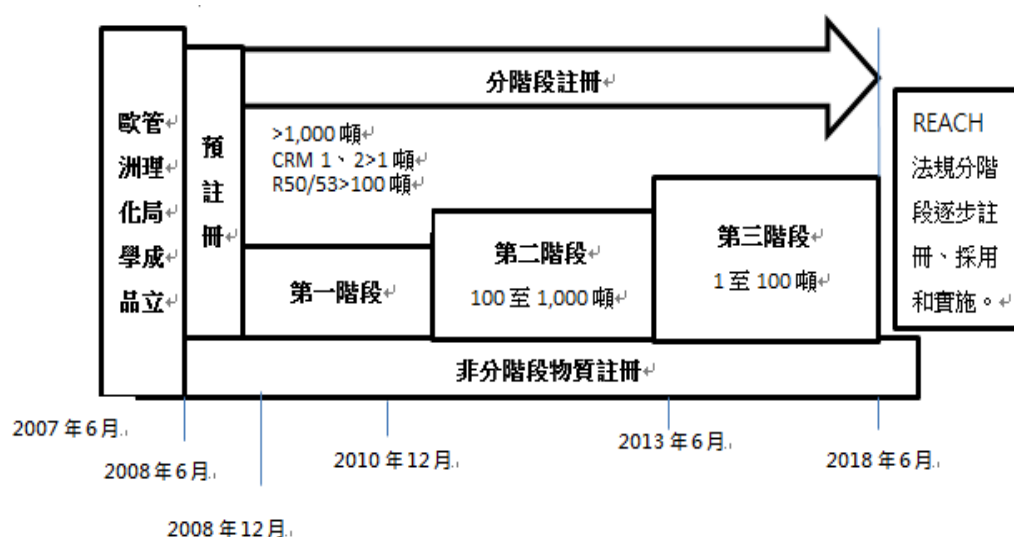 分階段註冊
歐管
洲理
化局
學成
品立
預
註
冊
>1,000 噸
CRM 1、2>1 噸
R50/53>100 噸
第一階段
第二階段
100 至 1,000 噸
第三階段
1 至 100 噸
REACH
法規分階
段逐步註
冊、採用
和實施。
非分階段物質註冊
2007 年 6 月
2008 年 6 月
2008 年 12 月
2010 年 12 月
2013 年 6 月
2018 年 6 月